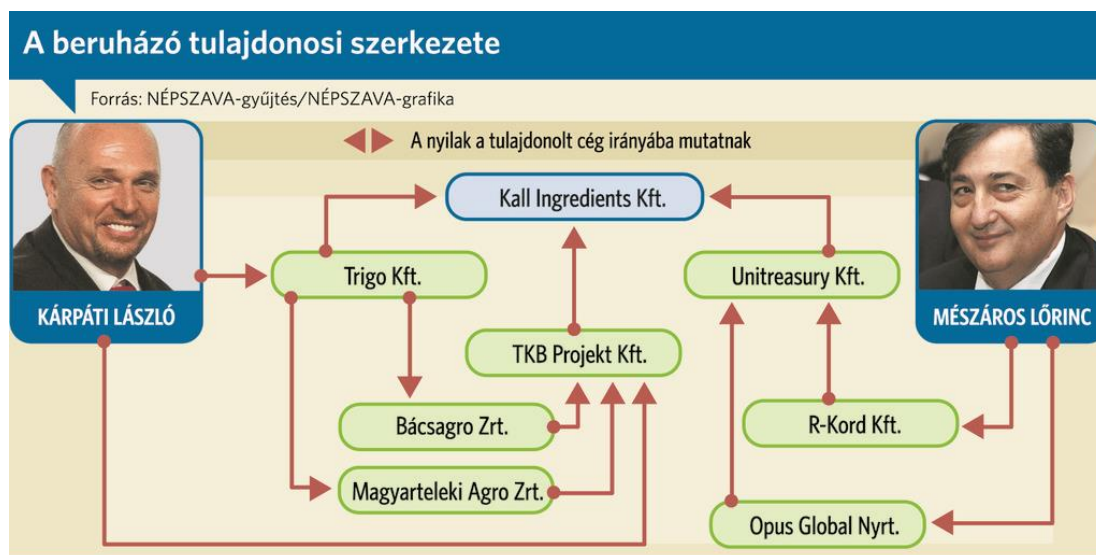 A beruházó tulajdonosi szerkezete
Forrás: NÉPSZAVA-gyűjtés/NÉPSZAVA-grafika
A nyilak a tulajdonolt cég irányába mutatnak
Kall Ingredients Kft.
Trigo Kft.
Unitreasury Kft.
KÁRPÁTI LÁSZLÓ
MÉSZÁROS LŐRINC
TKB Projekt Kft.
Bácsagro Zrt.
R-Kord Kft.
Magyarteleki Agro Zrt.
Opus Global Nyrt.